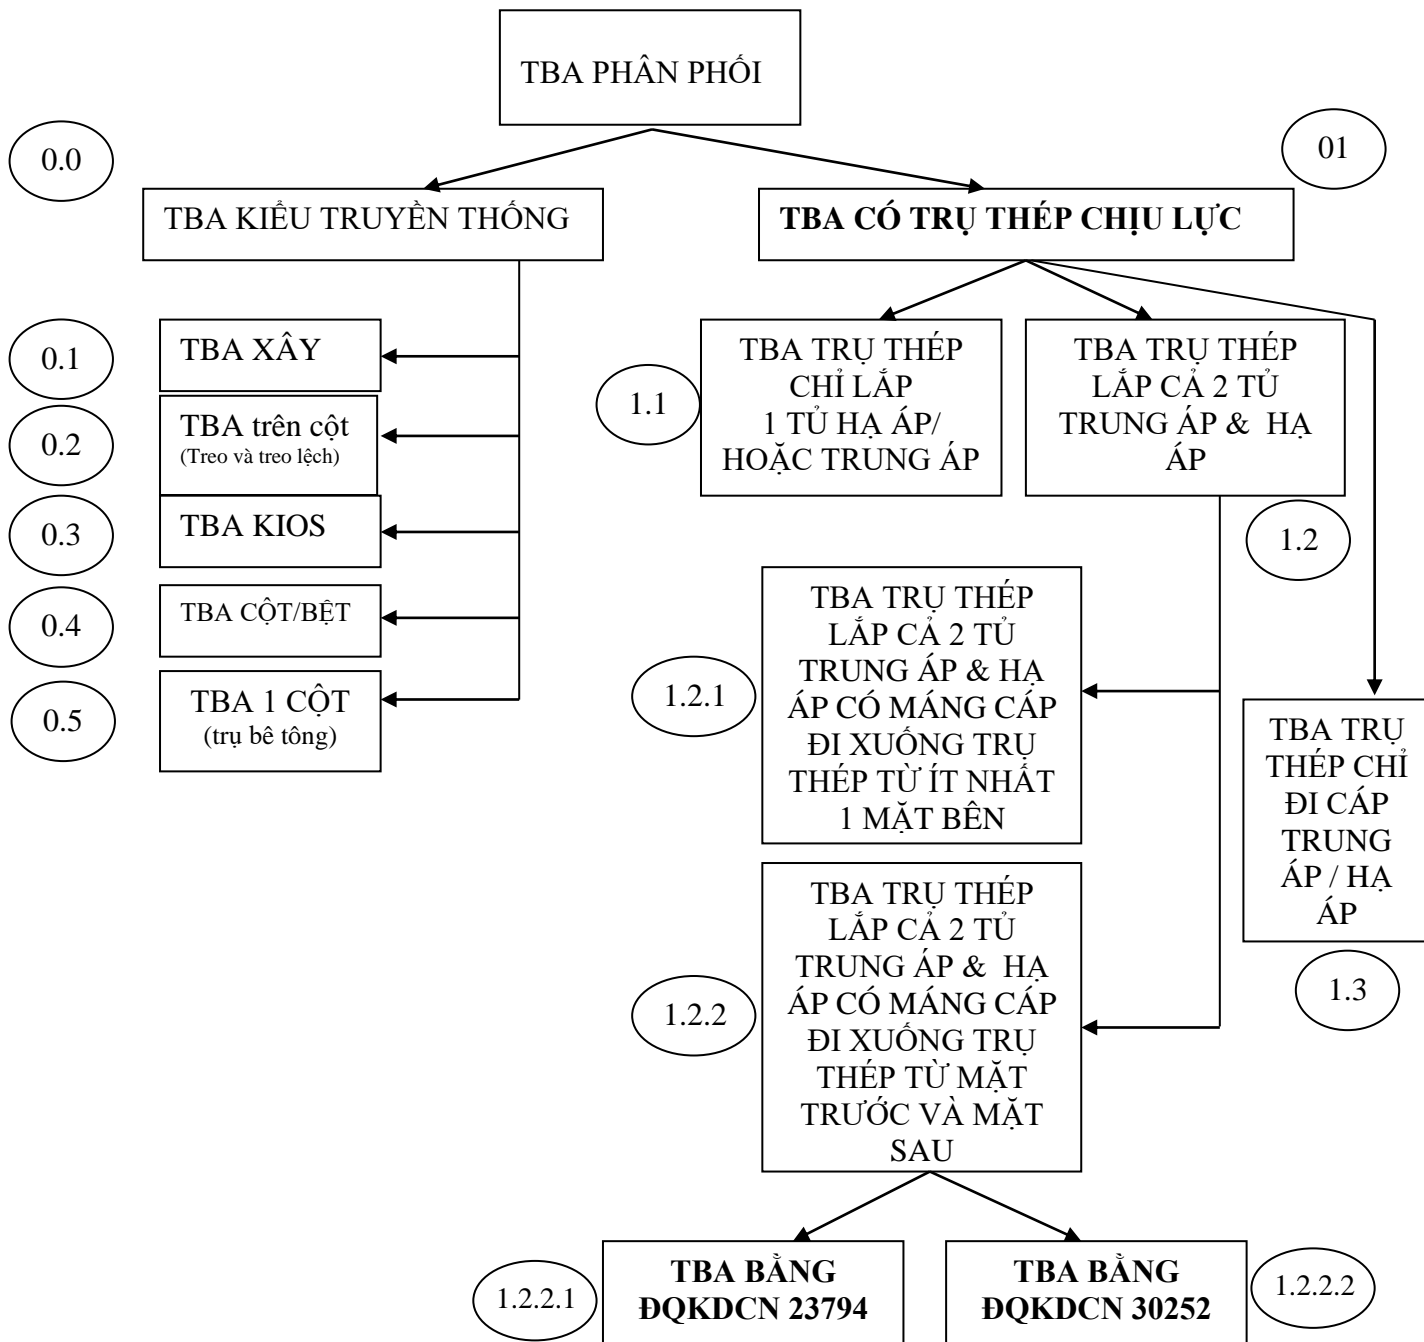 TBA PHÂN PHỐI
0.0
01
TBA KIỂU TRUYỀN THỐNG
TBA CÓ TRỤ THÉP CHỊU LỰC
0.1
TBA XÂY
0.2
TBA trên cột
(Treo và treo lệch)
0.3
TBA KIOS
0.4
TBA CỘT/BỆT
0.5
TBA 1 CỘT
(trụ bê tông)
1.1
TBA TRỤ THÉP
CHỈ LẮP
1 TỦ HẠ ÁP/
HOẶC TRUNG ÁP
TBA TRỤ THÉP
LẮP CẢ 2 TỦ
TRUNG ÁP & HẠ
ÁP
1.2
1.2.1
TBA TRỤ THÉP
LẮP CẢ 2 TỦ
TRUNG ÁP & HẠ
ÁP CÓ MÁNG CÁP
ĐI XUỐNG TRỤ
THÉP TỪ ÍT NHẤT
1 MẶT BÊN
TBA TRỤ
THÉP CHỈ
ĐI CÁP
TRUNG
ÁP / HẠ
ÁP
1.3
1.2.2
TBA TRỤ THÉP
LẮP CẢ 2 TỦ
TRUNG ÁP & HẠ
ÁP CÓ MÁNG CÁP
ĐI XUỐNG TRỤ
THÉP TỪ MẶT
TRƯỚC VÀ MẶT
SAU
1.2.2.1
TBA BẰNG
ĐQKDCN 23794
TBA BẰNG
ĐQKDCN 30252
1.2.2.2